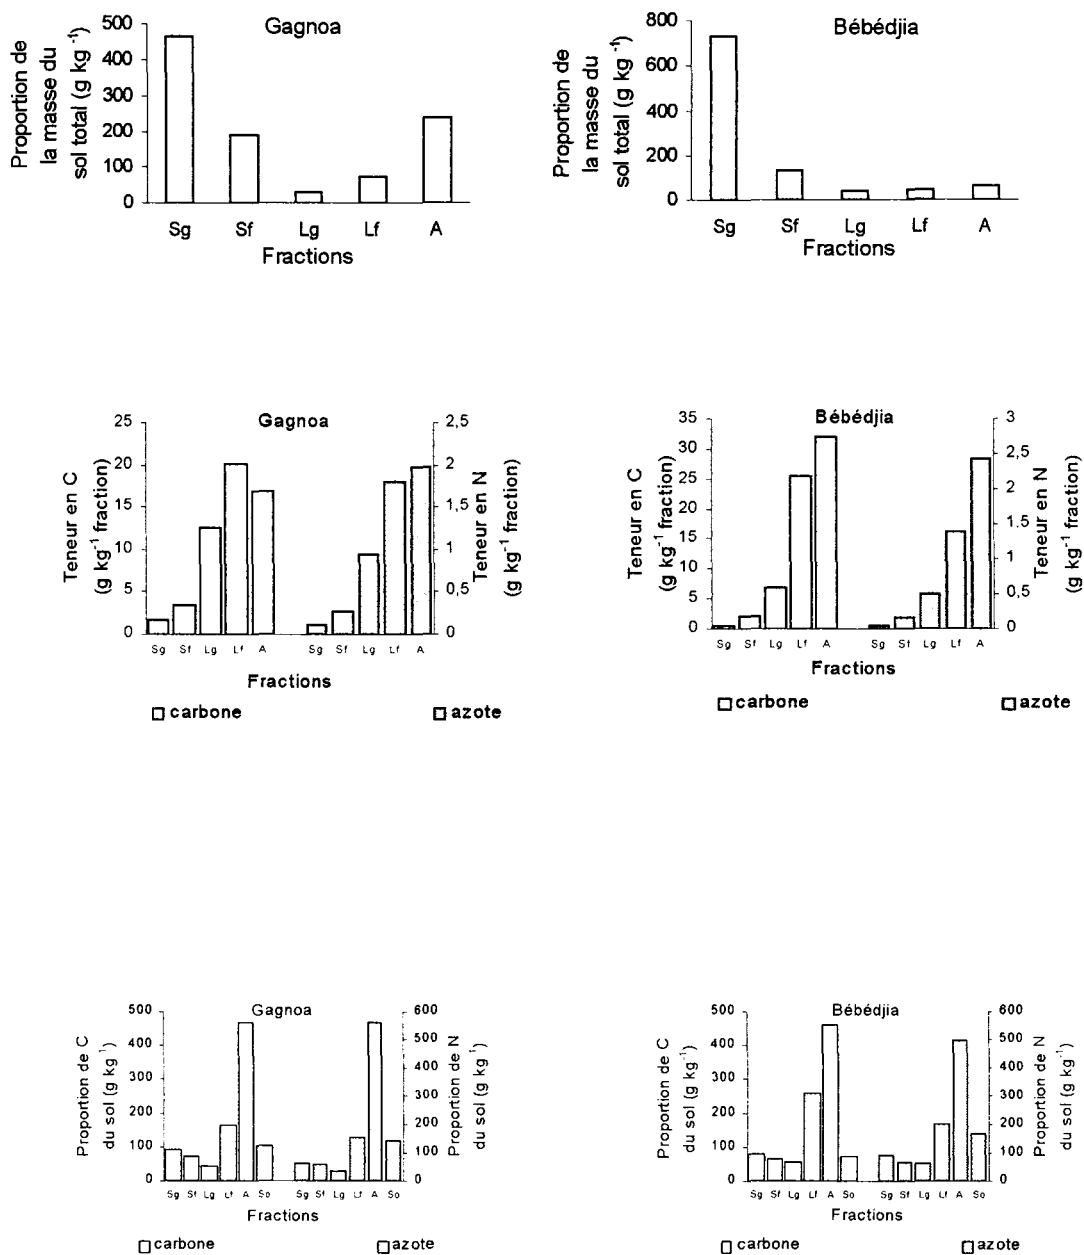 Gagnoa
Proportion de
la masse du
sol total (g kg⁻¹)
500
400
300
200
100
0
Sg Sf Lg Lf A
Fractions
Bébédjia
Proportion de
la masse du
sol total (g kg⁻¹)
800
600
400
200
0
Sg Sf Lg Lf A
Fractions
Gagnoa
Teneur en C
(g kg⁻¹ fraction)
25
20
15
10
5
0
2,5
2
1,5
1
0,5
0
Teneur en N
(g kg⁻¹ fraction)
Sg Sf Lg Lf A Sg Sf Lg Lf A
Fractions
carbone azote
Bébédjia
Teneur en C
(g kg⁻¹ fraction)
35
30
25
20
15
10
5
0
3
2,5
2
1,5
1
0,5
0
Teneur en N
(g kg⁻¹ fraction)
Sg Sf Lg Lf A Sg Sf Lg Lf A
Fractions
carbone azote
Gagnoa
Proportion de C
du sol (g kg⁻¹)
500
400
300
200
100
0
600
500
400
300
200
100
0
Proportion de N
du sol (g kg⁻¹)
Sg Sf Lg Lf A So Sg Sf Lg Lf A So
Fractions
carbone azote
Bébédjia
Proportion de C
du sol (g kg⁻¹)
500
400
300
200
100
0
600
500
400
300
200
100
0
Proportion de N
du sol (g kg⁻¹)
Sg Sf Lg Lf A So Sg Sf Lg Lf A So
Fractions
carbone azote